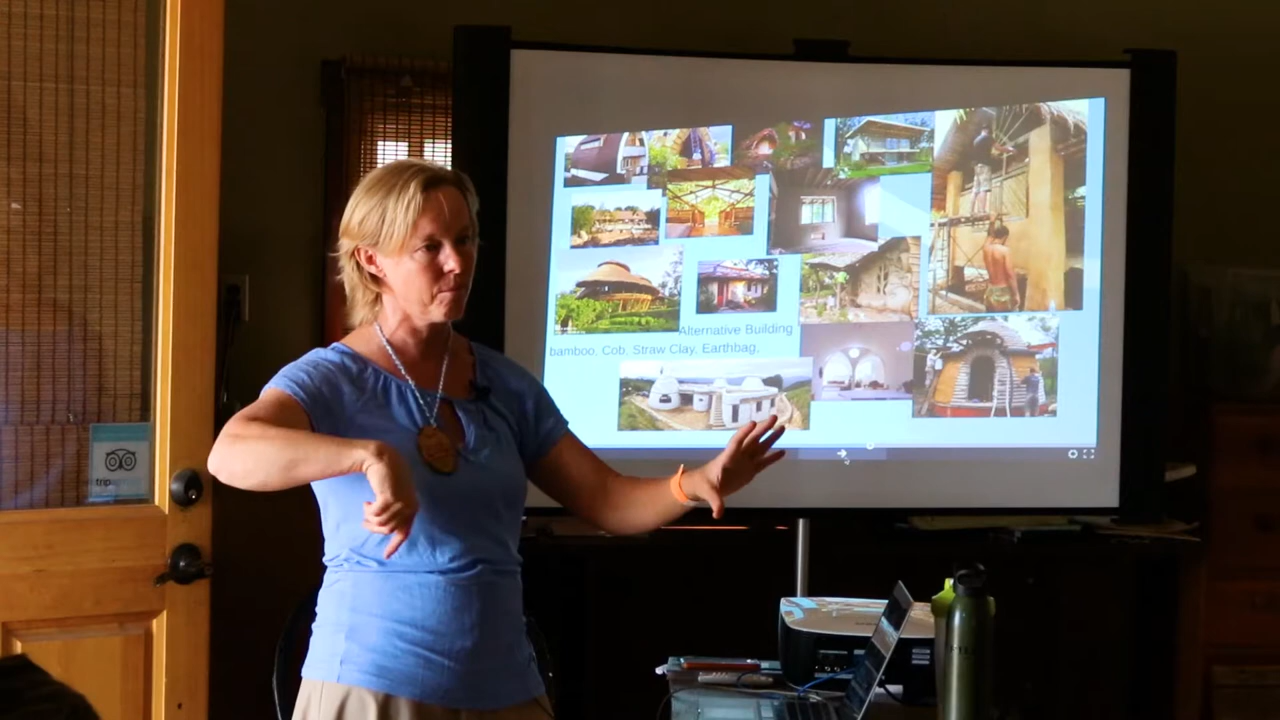 Alternative Building
bamboo, Cob, Straw Clay, Earthbag,
trip